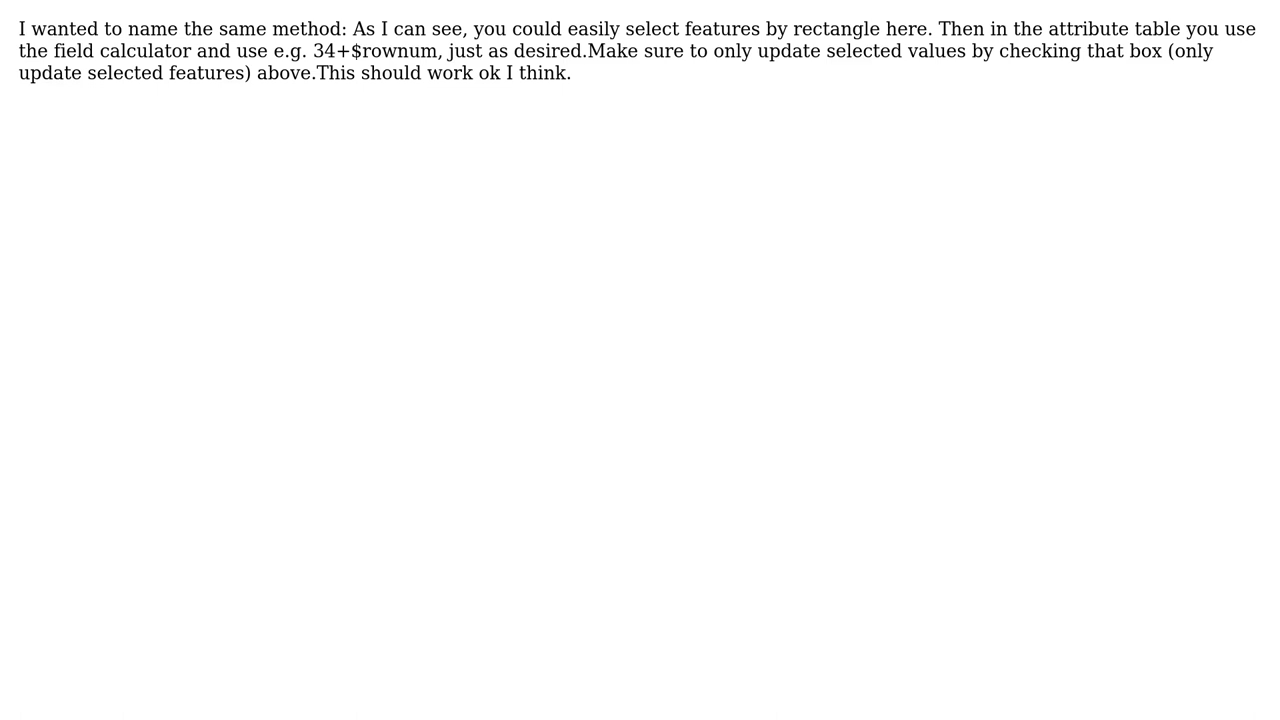 I wanted to name the same method: As I can see, you could easily select features by rectangle here. Then in the attribute table you use
the field calculator and use e.g. 34+$rownum, just as desired.Make sure to only update selected values by checking that box (only
update selected features) above.This should work ok I think.